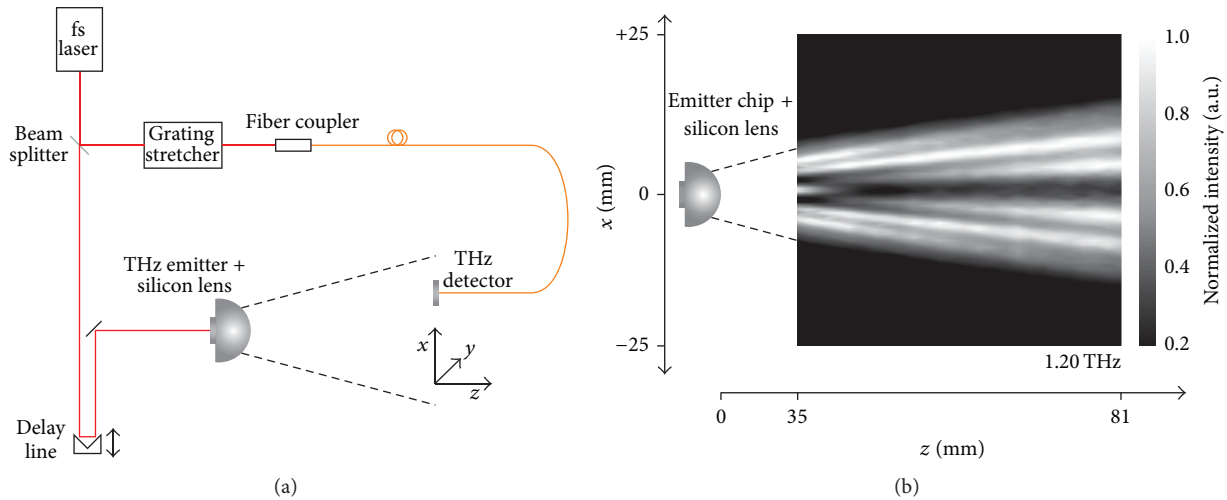 fs
laser
Beam
splitter
Grating
stretcher
Fiber coupler
THz emitter +
silicon lens
THz
detector
x
y
z
Delay
line
(a)
+25
x (mm)
0
−25
Emitter chip +
silicon lens
1.20 THz
1.0
0.8
0.6
0.4
0.2
Normalized intensity (a.u.)
0
35
81
z (mm)
(b)